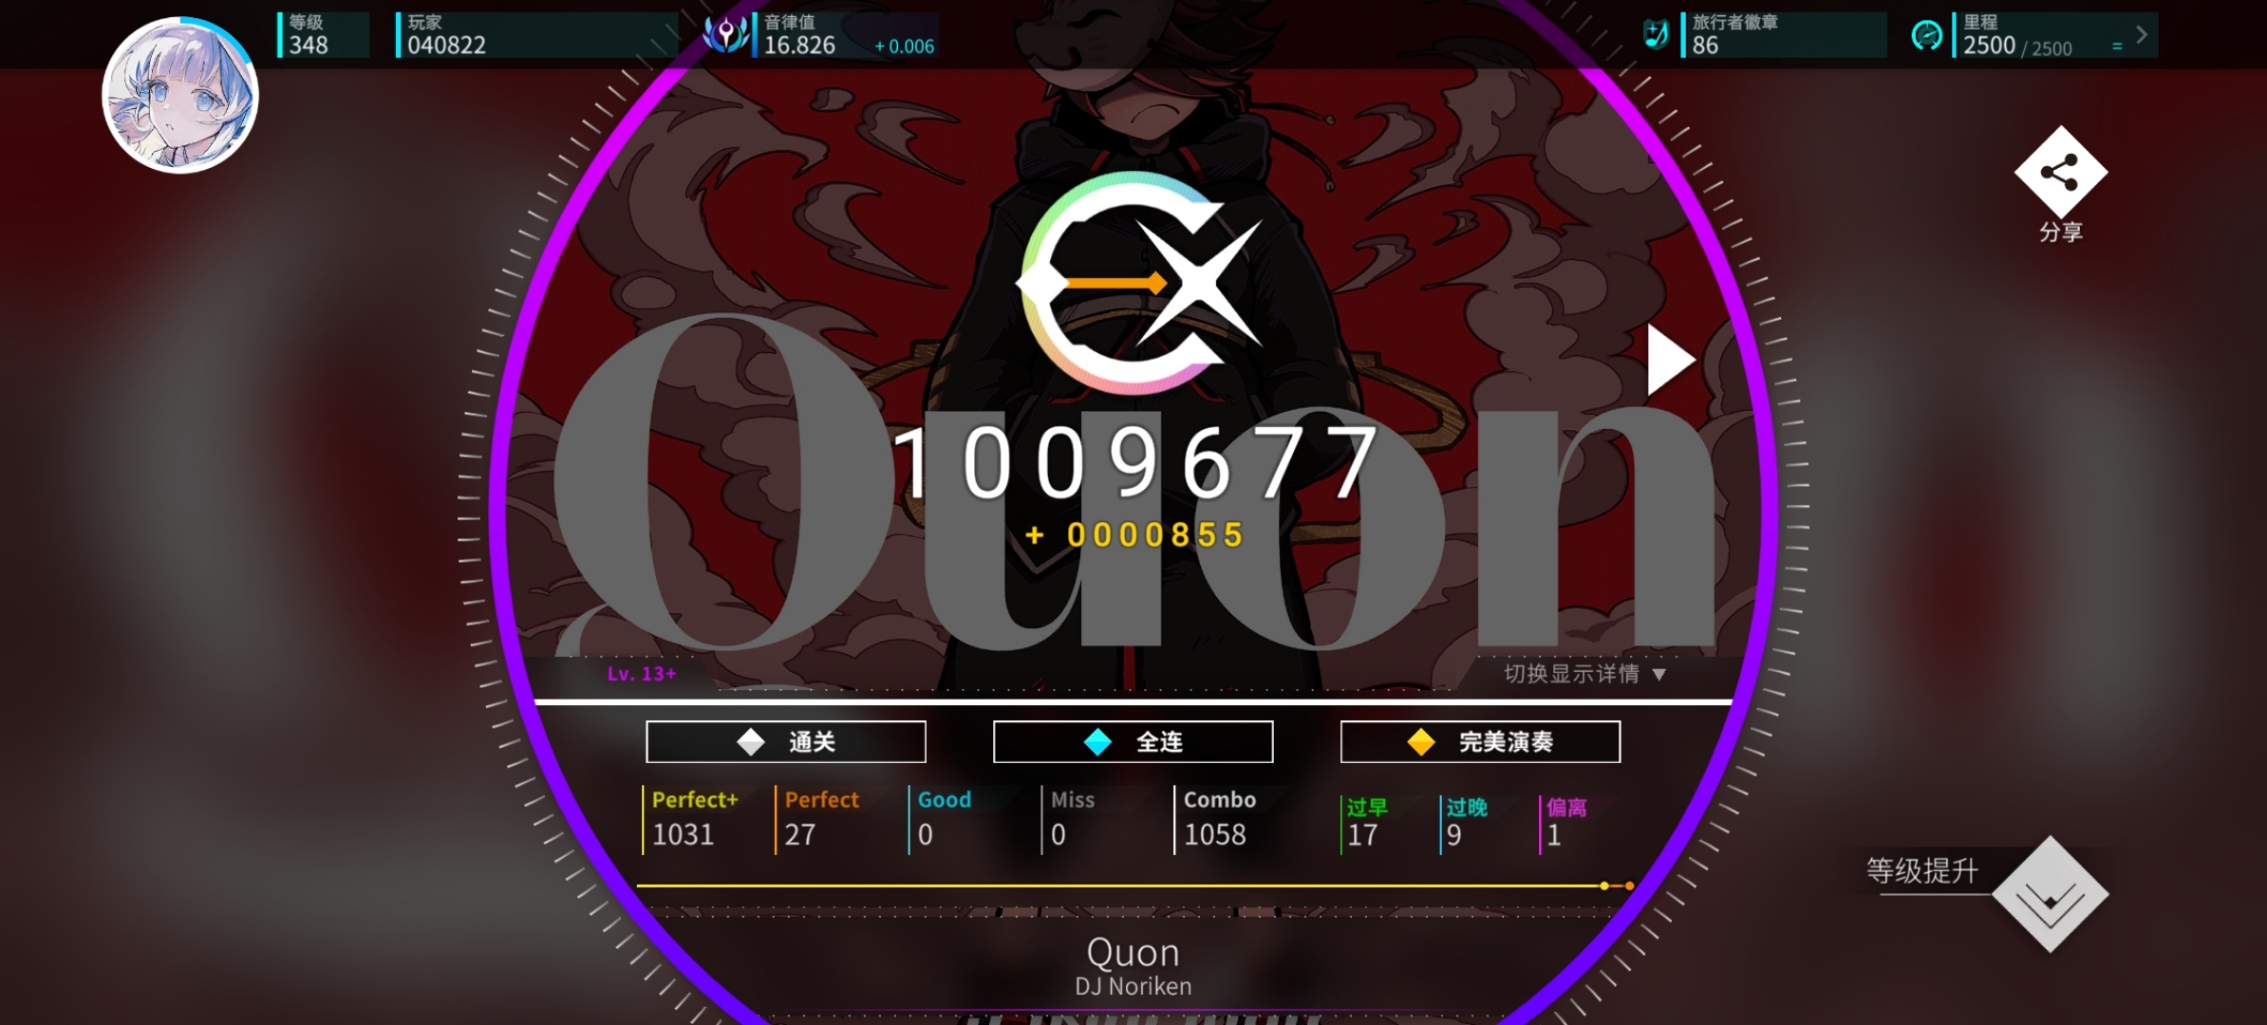 等级
348
玩家
040822
音律值
16.826
+ 0.006
旅行者徽章
86
里程
2500 / 2500
=
分享
Quon
1009677
+ 0000855
Lv. 13+
切换显示详情 ▼
通关
全连
完美演奏
Perfect+
1031
Perfect
27
Good
0
Miss
0
Combo
1058
过早
17
过晚
9
偏离
1
等级提升
Quon
DJ Noriken